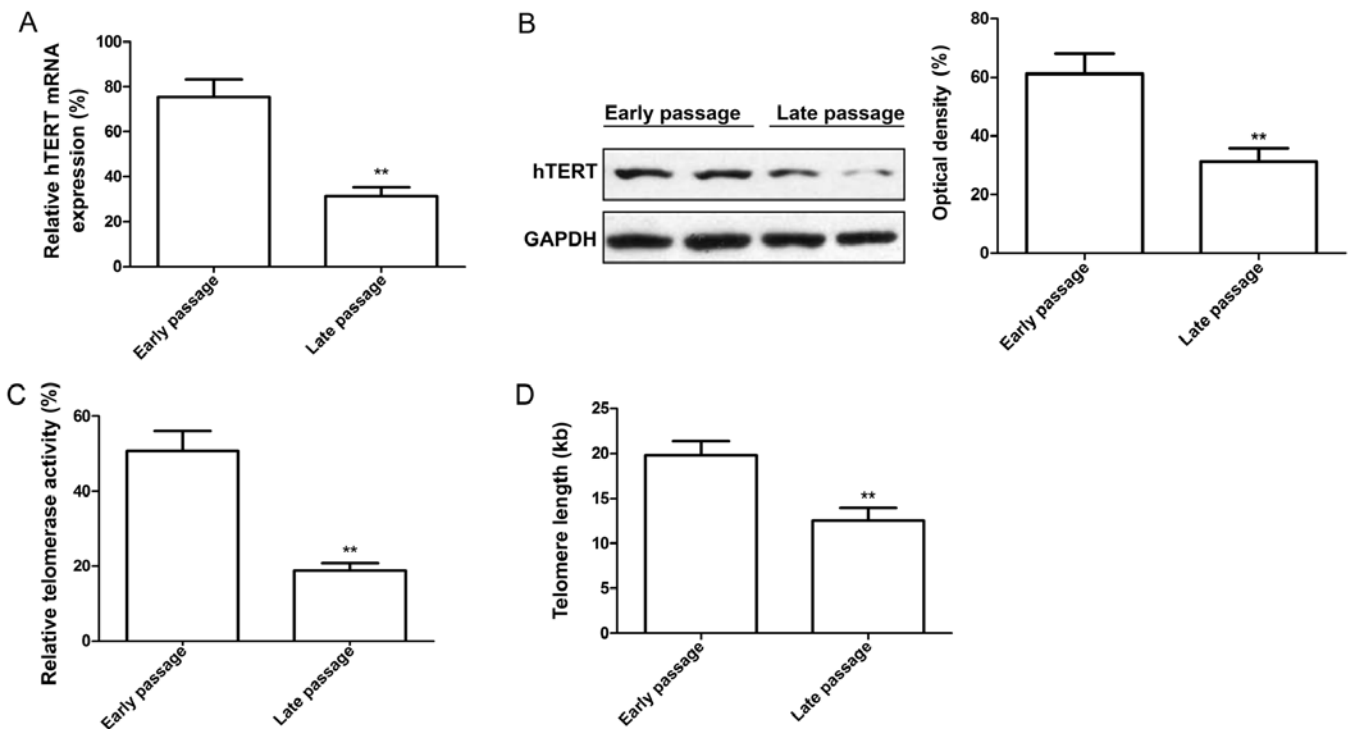 A
Relative hTERT mRNA
expression (%)
100
80
60
40
20
0
**
Early passage
Late passage
B
Early passage
Late passage
hTERT
GAPDH
Optical density (%)
80
60
40
20
0
**
Early passage
Late passage
C
Relative telomerase activity (%)
60
40
20
0
**
Early passage
Late passage
D
Telomere length (kb)
25
20
15
10
5
0
**
Early passage
Late passage